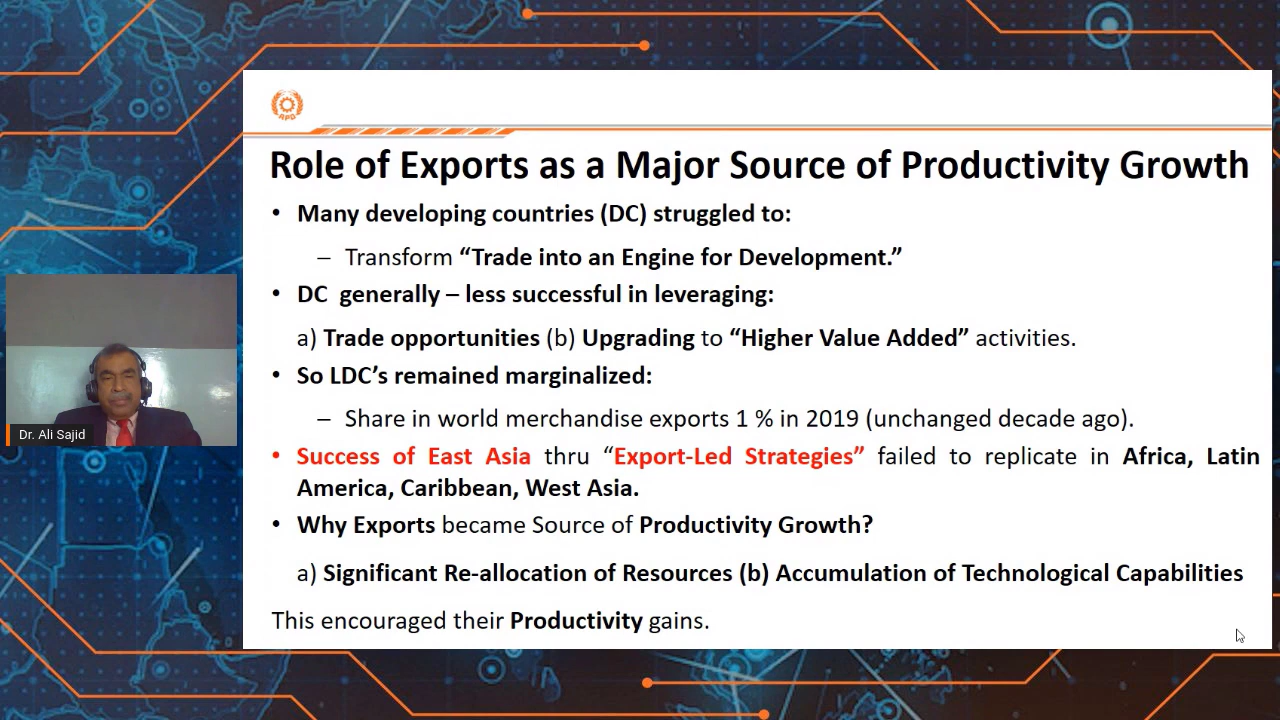 APO
Role of Exports as a Major Source of Productivity Growth
• Many developing countries (DC) struggled to:
– Transform “Trade into an Engine for Development.”
• DC generally – less successful in leveraging:
a) Trade opportunities (b) Upgrading to “Higher Value Added” activities.
• So LDC’s remained marginalized:
– Share in world merchandise exports 1 % in 2019 (unchanged decade ago).
• Success of East Asia thru “Export-Led Strategies” failed to replicate in Africa, Latin
America, Caribbean, West Asia.
• Why Exports became Source of Productivity Growth?
a) Significant Re-allocation of Resources (b) Accumulation of Technological Capabilities
This encouraged their Productivity gains.
Dr. Ali Sajid